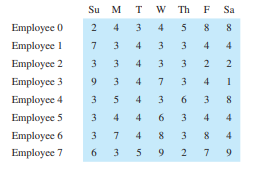 Su M T W Th F Sa
Employee 0 2 4 3 4 5 8 8
Employee 1 7 3 4 3 3 4 4
Employee 2 3 3 4 3 3 2 2
Employee 3 9 3 4 7 3 4 1
Employee 4 3 5 4 3 6 3 8
Employee 5 3 4 4 6 3 4 4
Employee 6 3 7 4 8 3 8 4
Employee 7 6 3 5 9 2 7 9